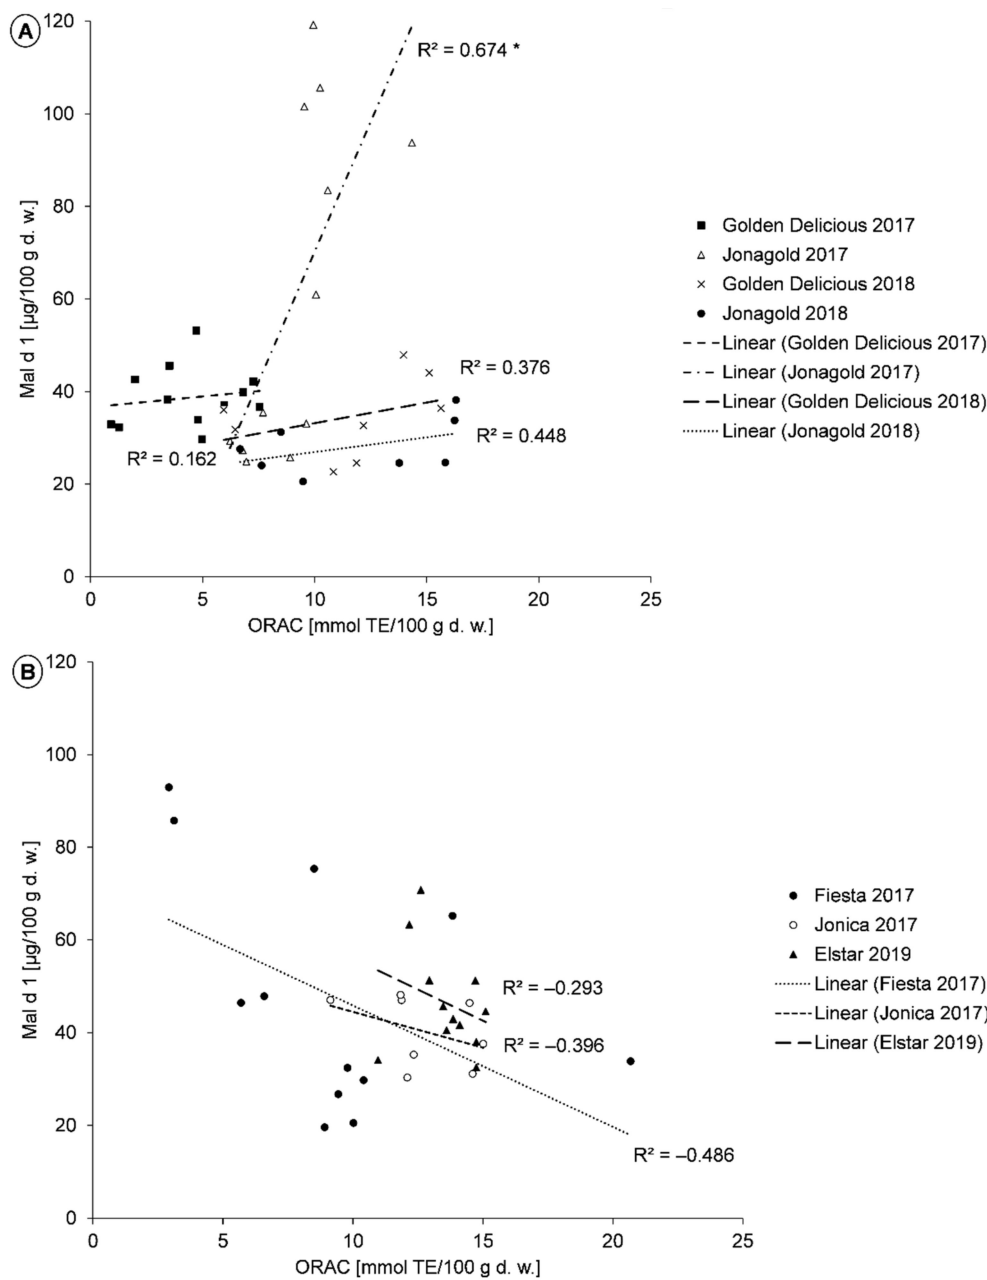 A
120
100
80
60
40
20
0
Mal d 1 [µg/100 g d. w.]
R² = 0.674 *
R² = 0.376
R² = 0.448
R² = 0.162
0 5 10 15 20 25
ORAC [mmol TE/100 g d. w.]
Golden Delicious 2017
Jonagold 2017
Golden Delicious 2018
Jonagold 2018
Linear (Golden Delicious 2017)
Linear (Jonagold 2017)
Linear (Golden Delicious 2018)
Linear (Jonagold 2018)
B
120
100
80
60
40
20
0
Mal d 1 [µg/100 g d. w.]
R² = –0.293
R² = –0.396
R² = –0.486
0 5 10 15 20 25
ORAC [mmol TE/100 g d. w.]
Fiesta 2017
Jonica 2017
Elstar 2019
Linear (Fiesta 2017)
Linear (Jonica 2017)
Linear (Elstar 2019)